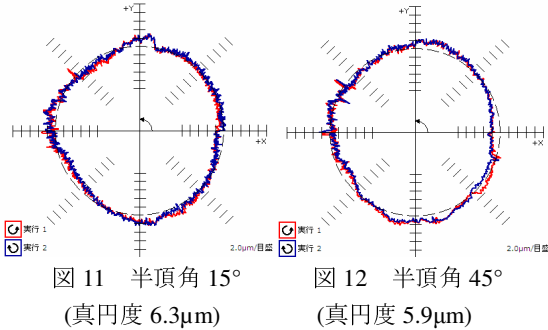 +Y
+X
実行 1
実行 2
2.0μm/目盛
図 11　半頂角 15°
(真円度 6.3μm)
+Y
+X
実行 1
実行 2
2.0μm/目盛
図 12　半頂角 45°
(真円度 5.9μm)